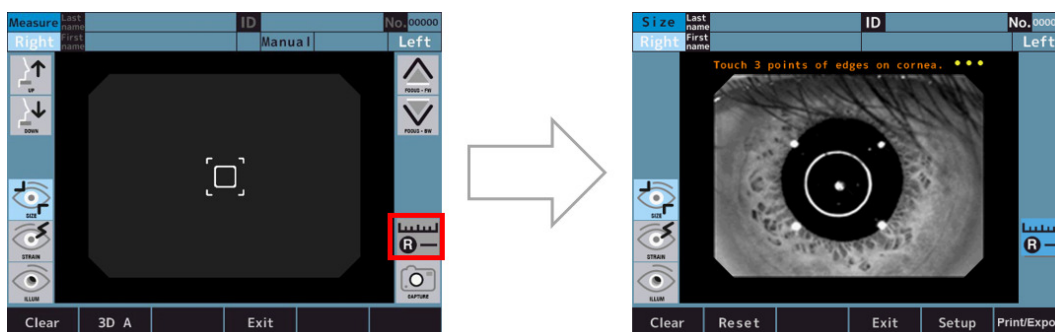 Measure Last name ID No. 00000
Right First name Manual Left
UP
DOWN
SIZE
STRAIN
ILLUM
FOCUS - FW
FOCUS - BW
R
CAPTURE
Clear 3D A Exit
Size Last name ID No. 0000
Right First name Left
Touch 3 points of edges on cornea.
SIZE
STRAIN
ILLUM
R
Clear Reset Exit Setup Print/Expo